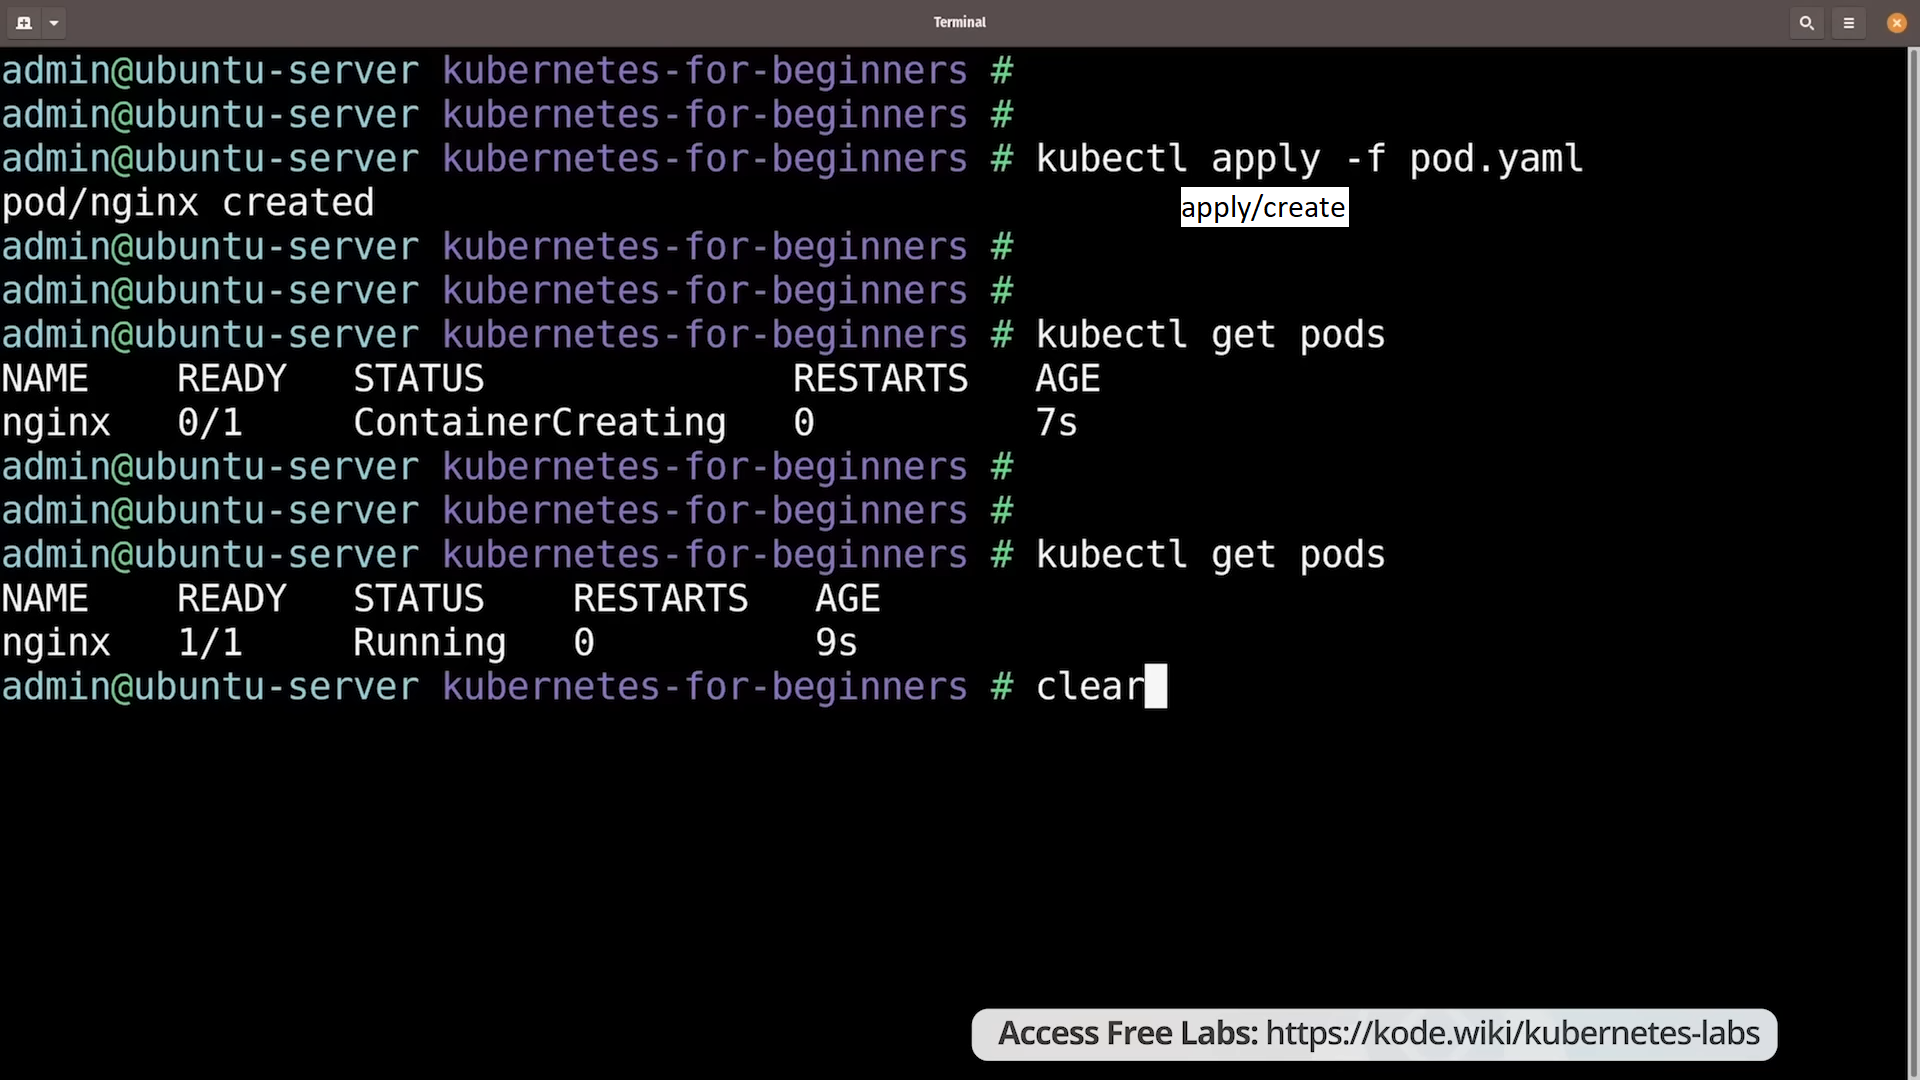 Terminal
admin@ubuntu-server kubernetes-for-beginners #
admin@ubuntu-server kubernetes-for-beginners #
admin@ubuntu-server kubernetes-for-beginners # kubectl apply -f pod.yaml
pod/nginx created
apply/create
admin@ubuntu-server kubernetes-for-beginners #
admin@ubuntu-server kubernetes-for-beginners #
admin@ubuntu-server kubernetes-for-beginners # kubectl get pods
NAME READY STATUS RESTARTS AGE
nginx 0/1 ContainerCreating 0 7s
admin@ubuntu-server kubernetes-for-beginners #
admin@ubuntu-server kubernetes-for-beginners #
admin@ubuntu-server kubernetes-for-beginners # kubectl get pods
NAME READY STATUS RESTARTS AGE
nginx 1/1 Running 0 9s
admin@ubuntu-server kubernetes-for-beginners # clear
Access Free Labs: https://kode.wiki/kubernetes-labs